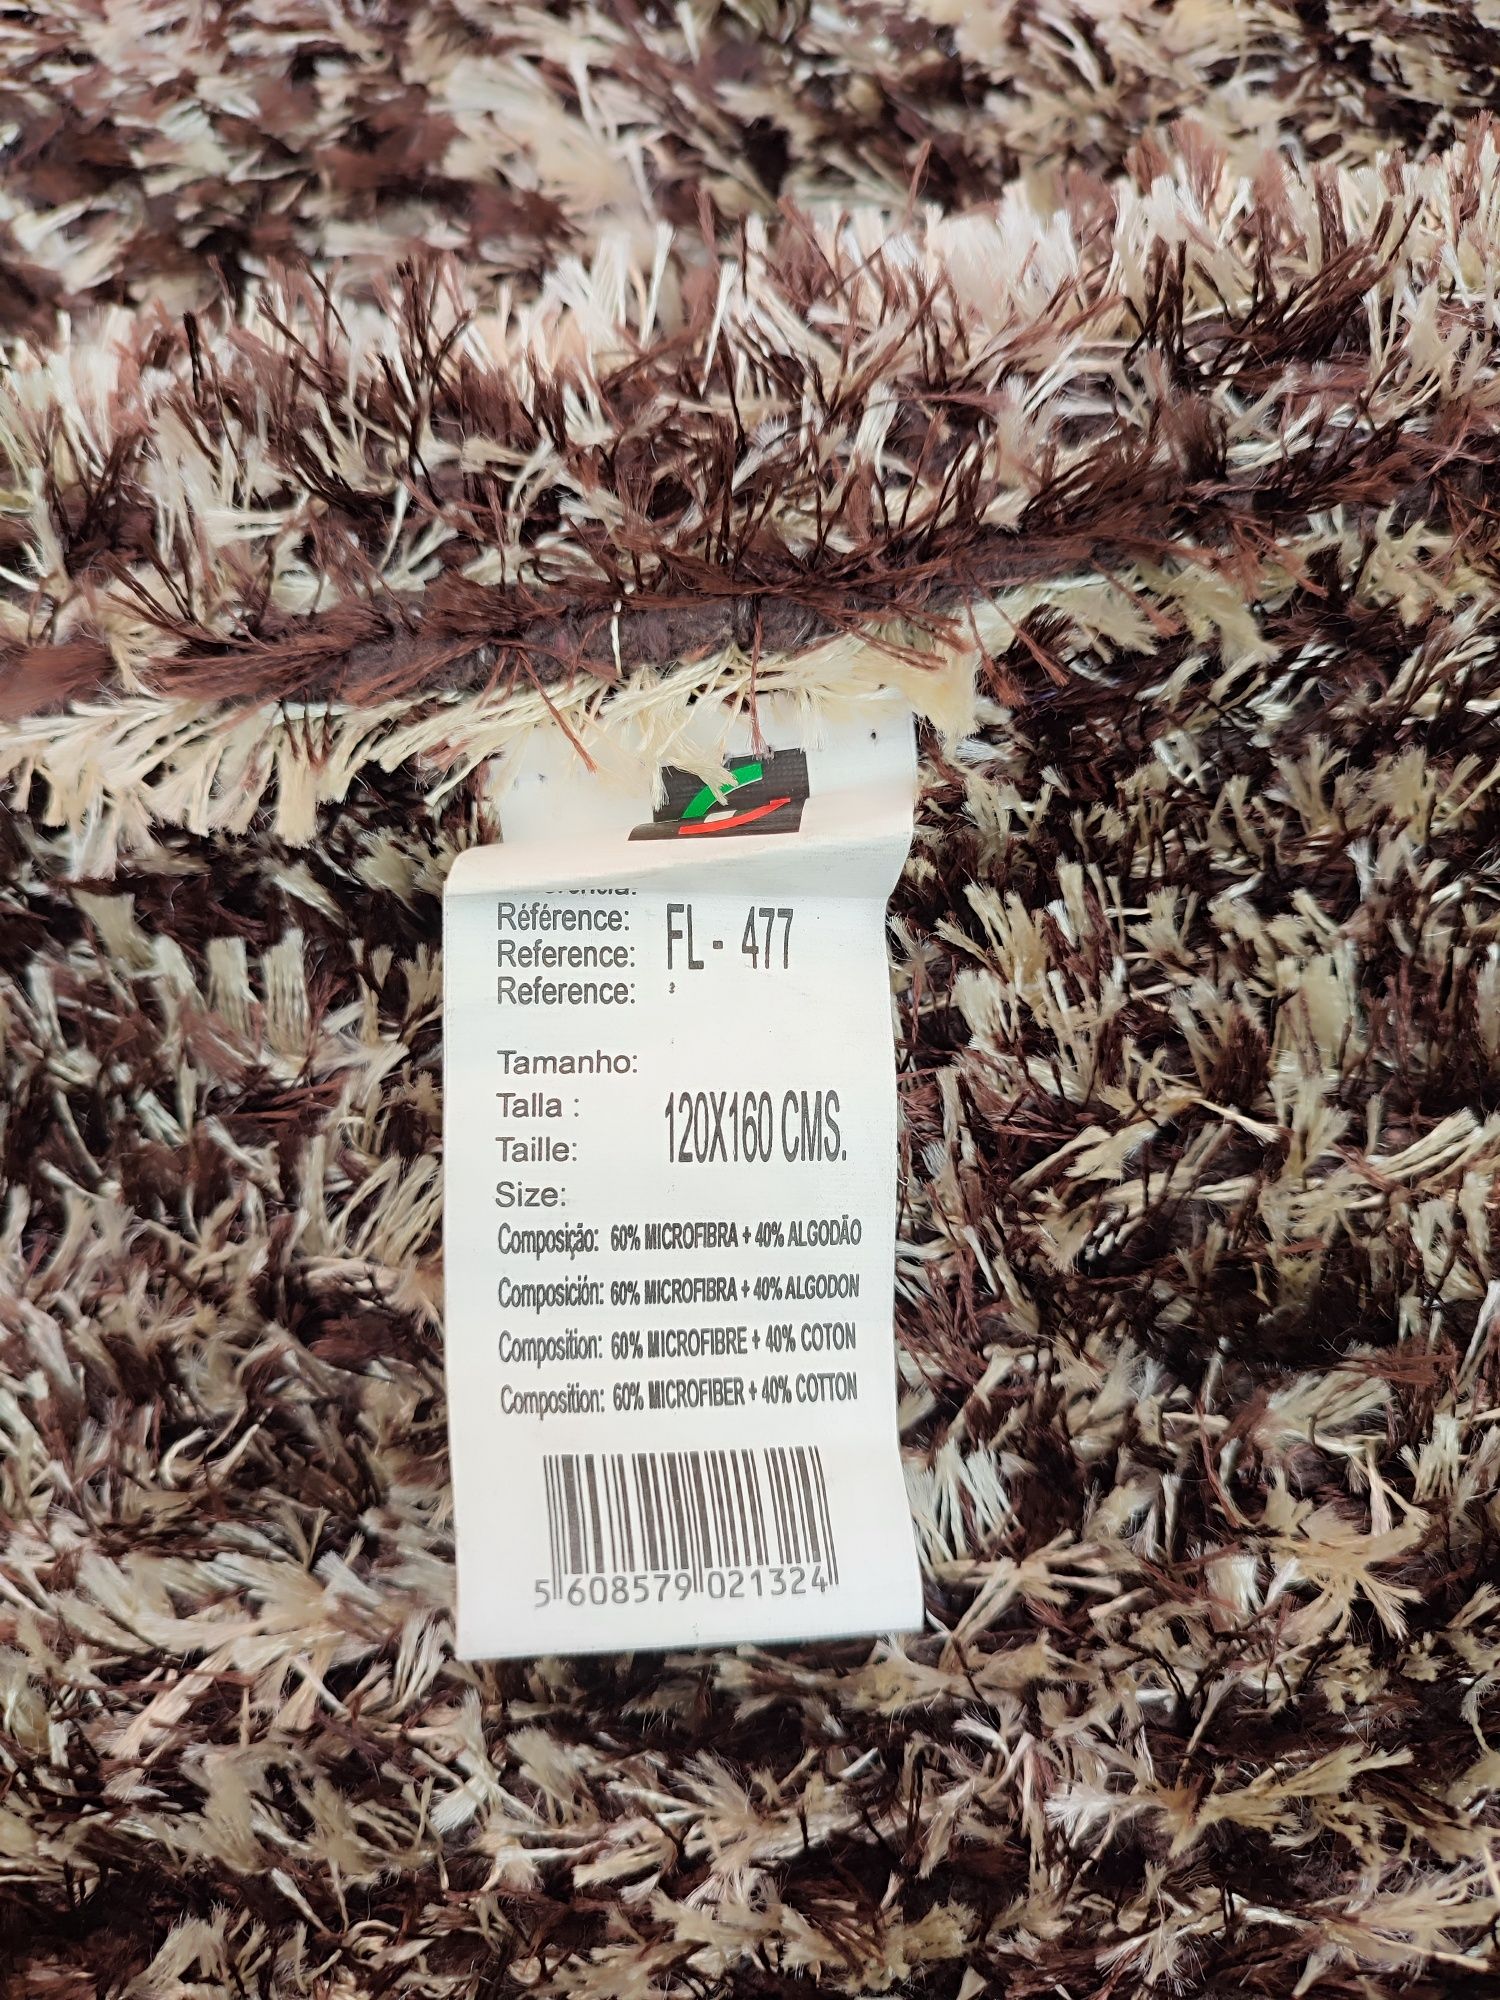 Référence:
Reference: FL - 477
Reference:
Tamanho:
Talla :
Taille: 120X160 CMS.
Size:
Composição: 60% MICROFIBRA + 40% ALGODÃO
Composición: 60% MICROFIBRA + 40% ALGODON
Composition: 60% MICROFIBRE + 40% COTON
Composition: 60% MICROFIBER + 40% COTTON
5 608579 021324